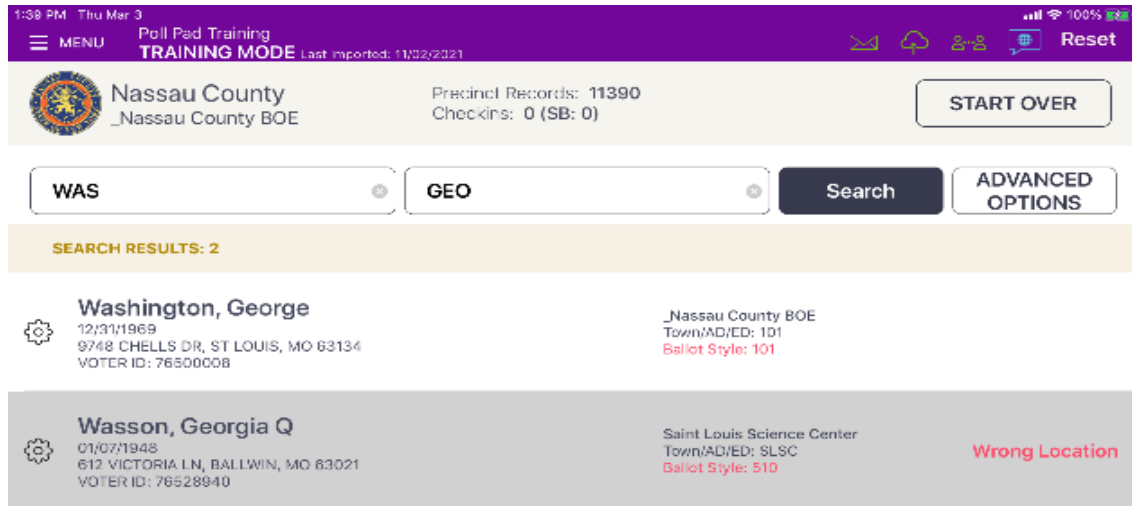 1:39 PM Thu Mar 3
100%
MENU
Poll Pad Training
TRAINING MODE Last Imported: 11/02/2021
Reset
Nassau County
_Nassau County BOE
Precinct Records: 11390
Checkins: 0 (SB: 0)
START OVER
WAS
GEO
Search
ADVANCED
OPTIONS
SEARCH RESULTS: 2
Washington, George
12/31/1969
9748 CHELLS DR, ST LOUIS, MO 63134
VOTER ID: 76500008
_Nassau County BOE
Town/AD/ED: 101
Ballot Style: 101
Wasson, Georgia Q
01/07/1948
612 VICTORIA LN, BALLWIN, MO 63021
VOTER ID: 76528940
Saint Louis Science Center
Town/AD/ED: SLSC
Ballot Style: 510
Wrong Location